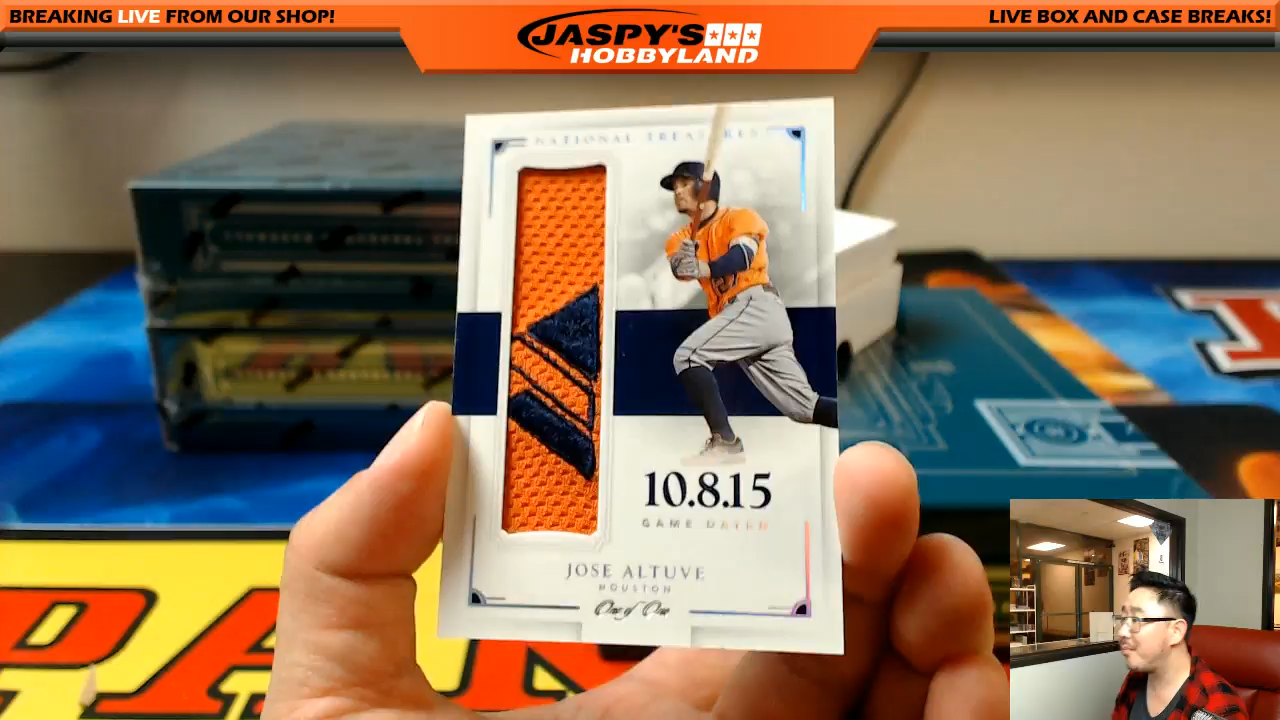 BREAKING LIVE FROM OUR SHOP!
JASPY'S
HOBBYLAND
LIVE BOX AND CASE BREAKS!
NATIONAL TREASURES
10.8.15
GAME DATED
JOSE ALTUVE
HOUSTON
One of One